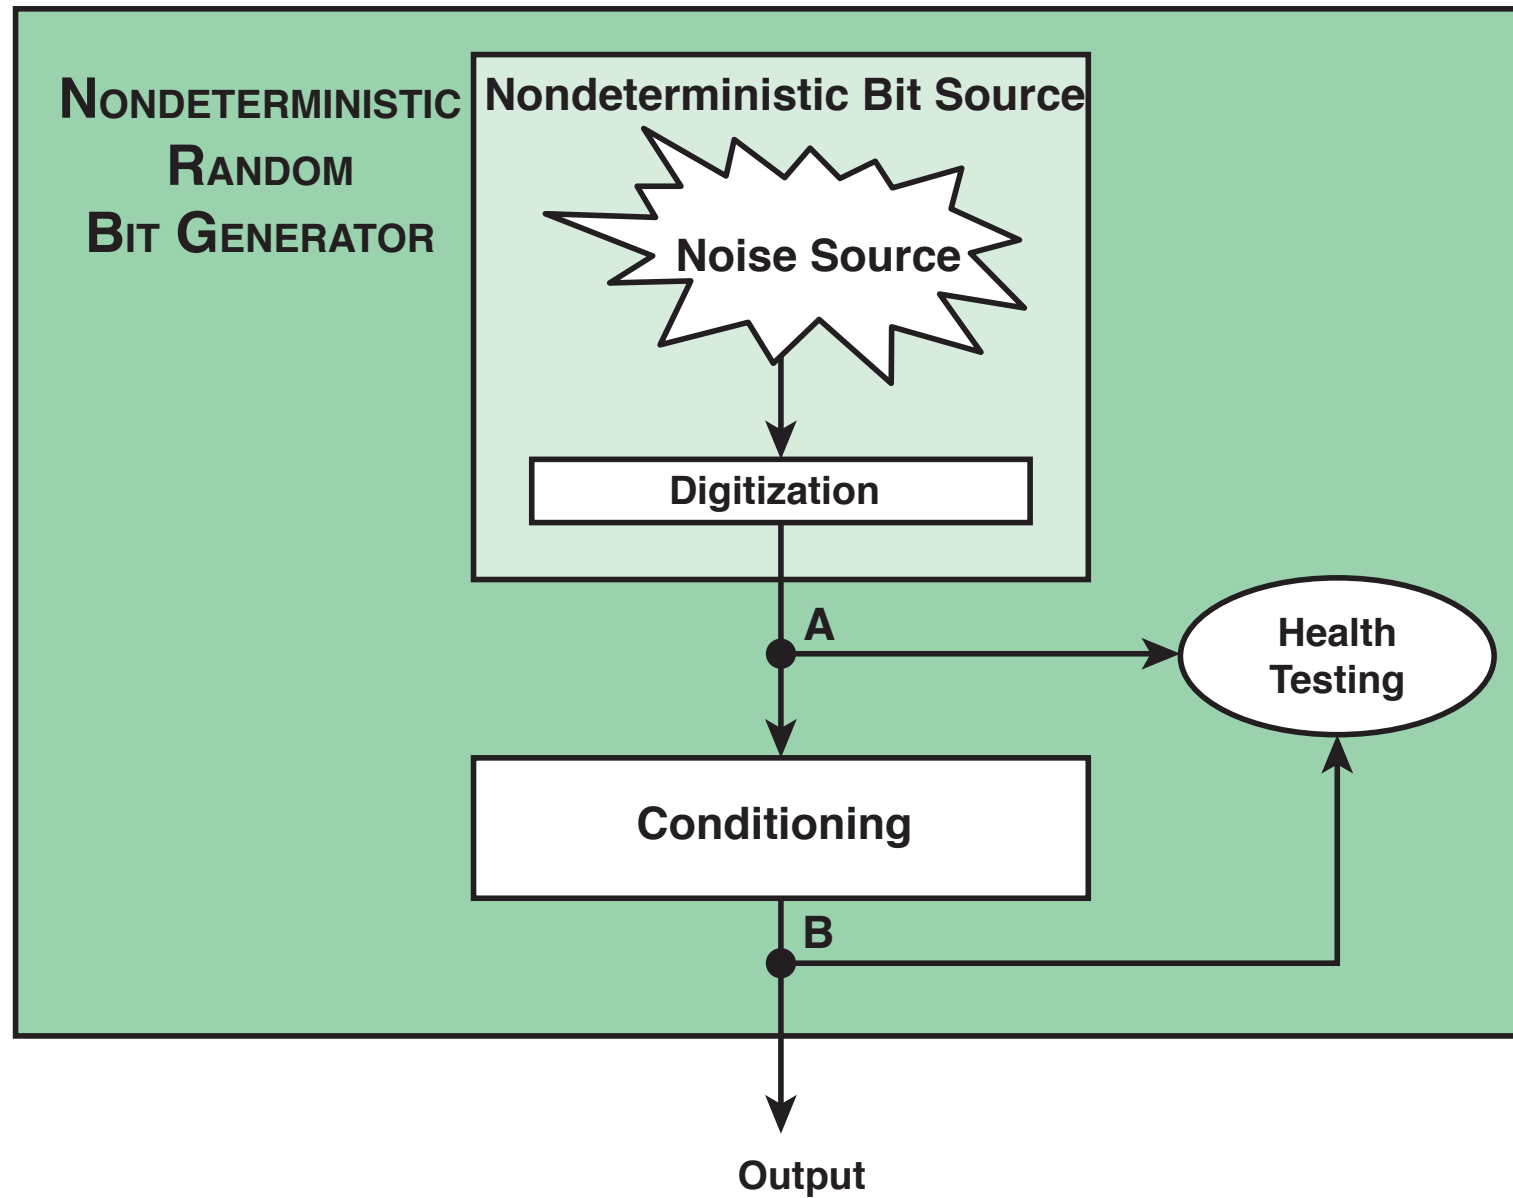 NONDETERMINISTIC
RANDOM
BIT GENERATOR
Nondeterministic Bit Source
Noise Source
Digitization
A
Health
Testing
Conditioning
B
Output